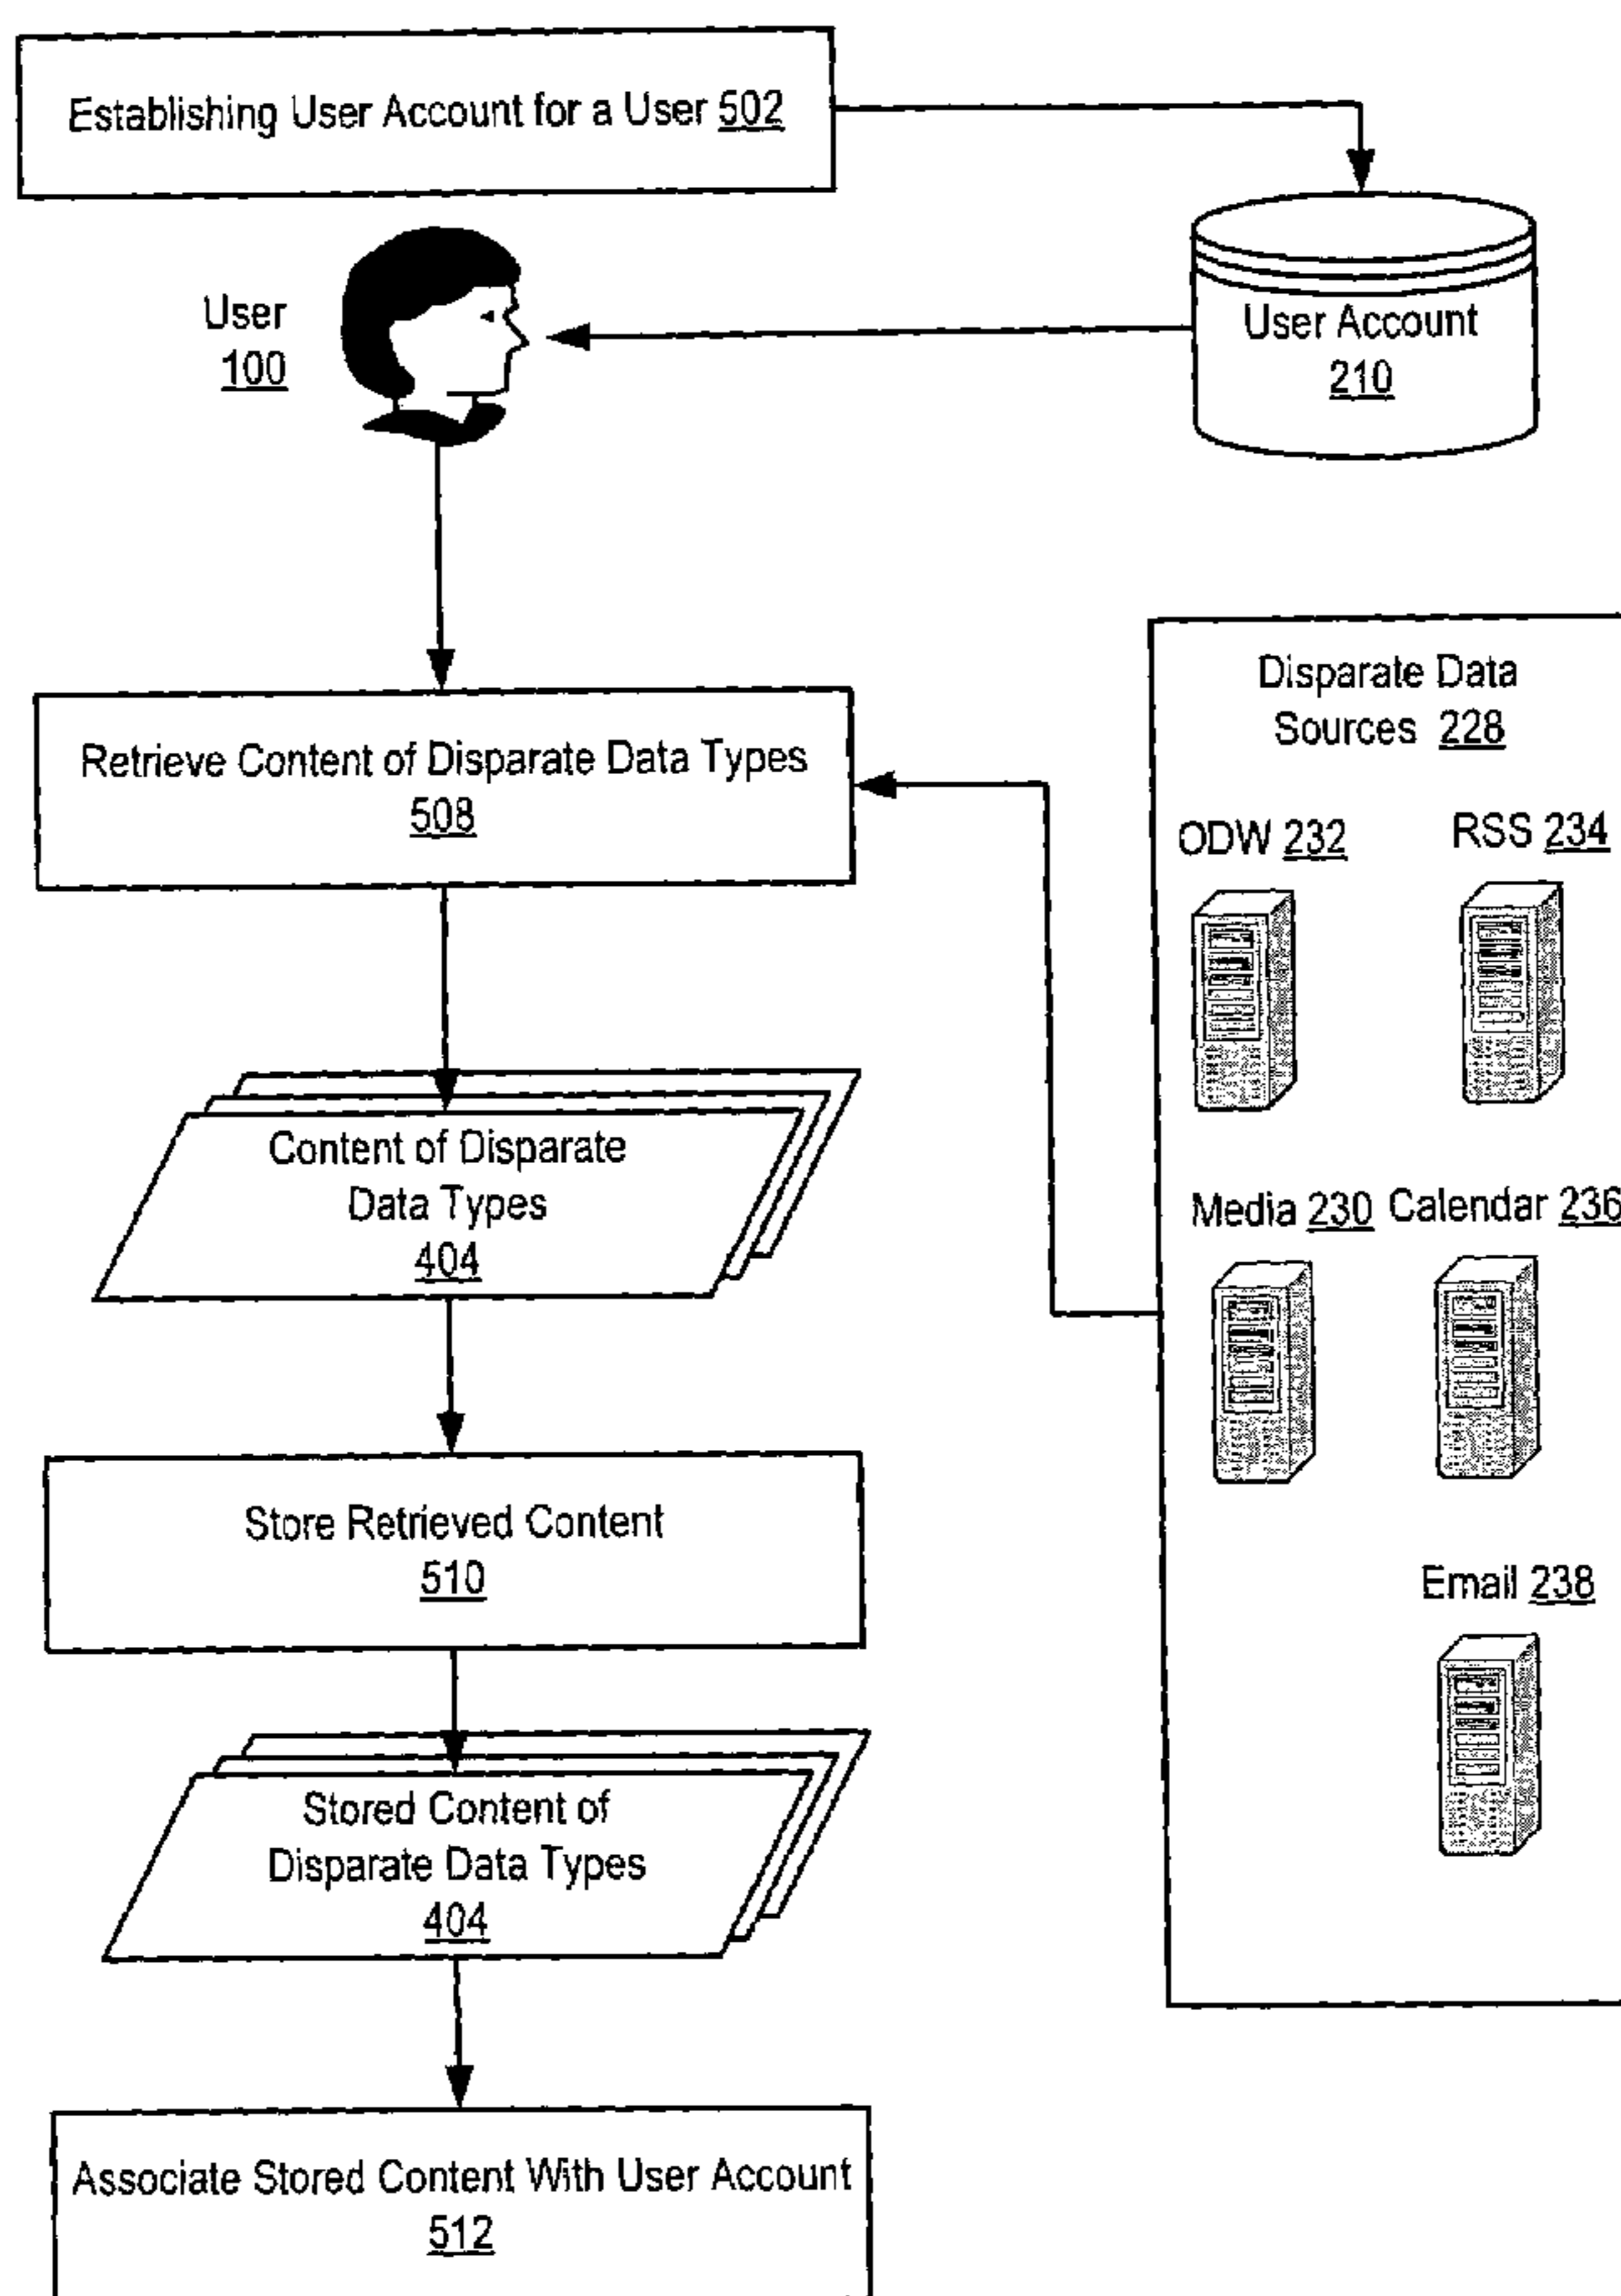 Establishing User Account for a User 502
User
100
User Account
210
Disparate Data
Sources 228
Retrieve Content of Disparate Data Types
508
ODW 232
RSS 234
Content of Disparate
Data Types
404
Media 230
Calendar 236
Store Retrieved Content
510
Email 238
Stored Content of
Disparate Data Types
404
Associate Stored Content With User Account
512